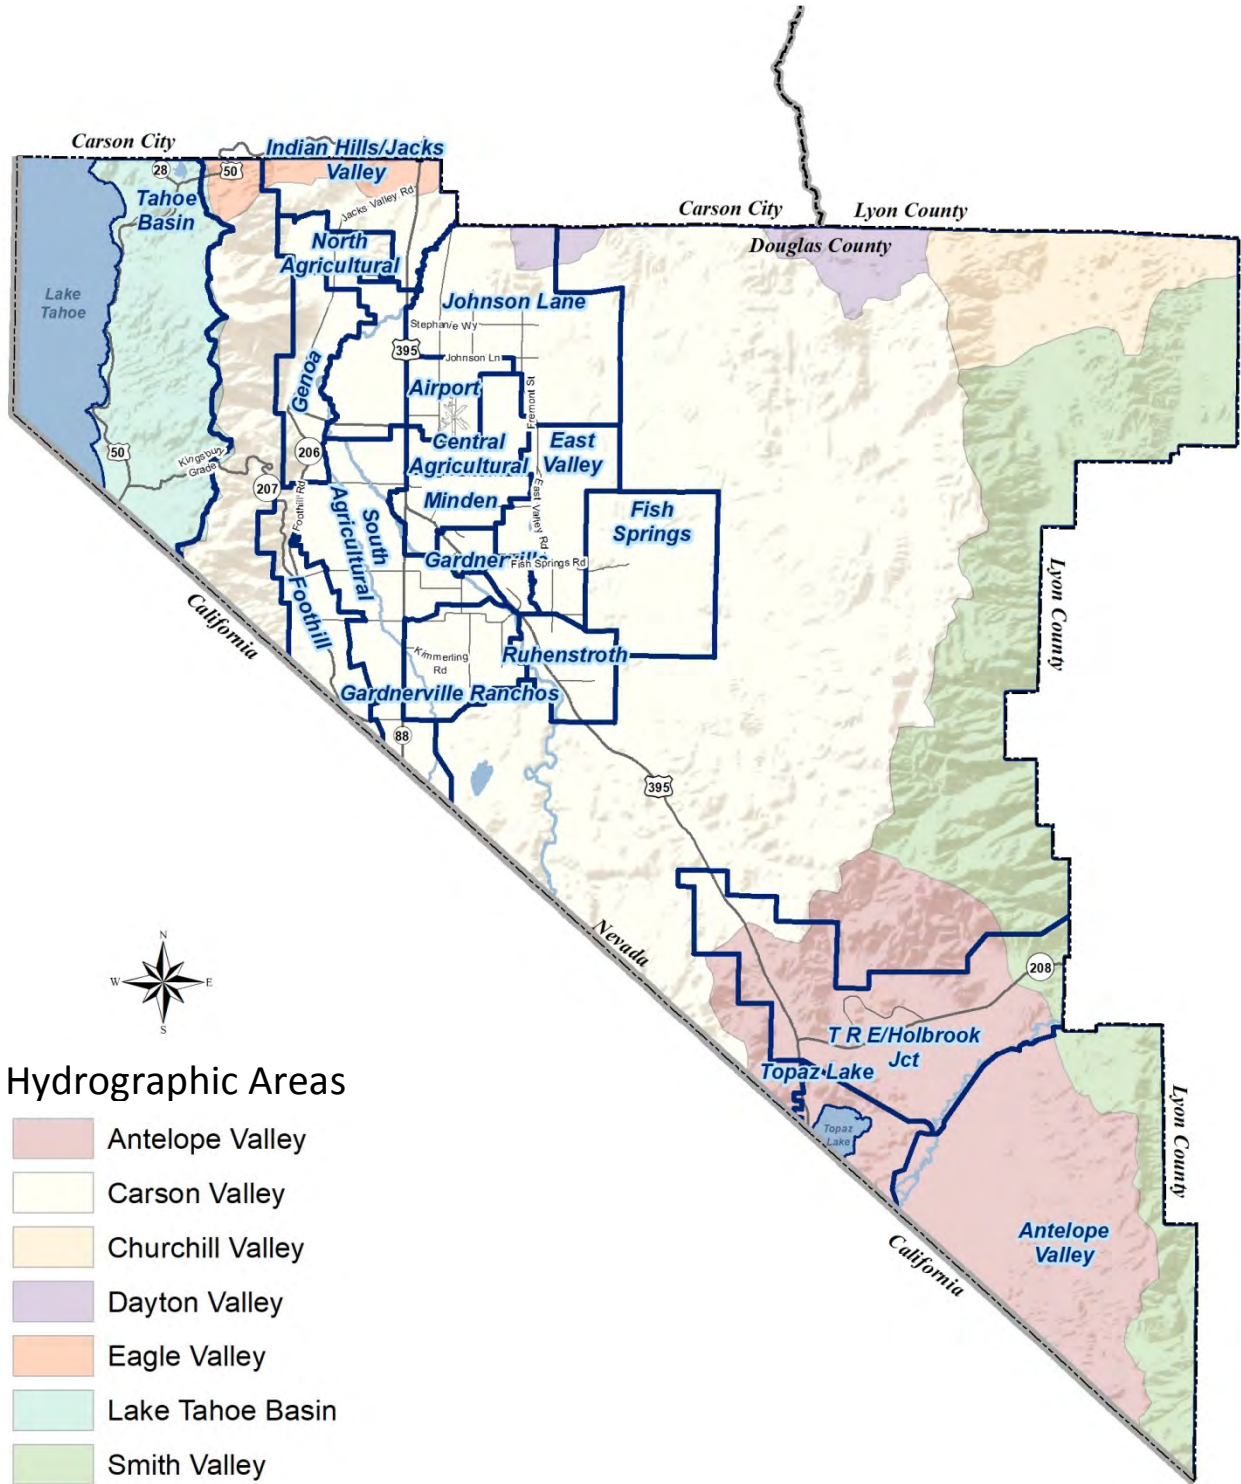 Carson City
Indian Hills/Jacks
Valley
28
50
Tahoe
Basin
Jacks Valley Rd
Carson City
Lyon County
Douglas County
North
Agricultural
Lake
Tahoe
Johnson Lane
Stephanie Wy
395
Johnson Ln
Genoa
Airport
Fremont St
Central
Agricultural
East
Valley
50
Kingsbury
Grade
206
207
Foothill Rd
Minden
East Valley Rd
Fish
Springs
South
Agricultural
Gardnerville
Fish Springs Rd
Lyon County
California
Foothill
Kimmerling
Rd
Ruhenstroth
Gardnerville Ranchos
88
395
Nevada
N
W
E
S
208
T R E/Holbrook
Jct
Topaz Lake
Topaz
Lake
Lyon County
Antelope
Valley
California
Hydrographic Areas
Antelope Valley
Carson Valley
Churchill Valley
Dayton Valley
Eagle Valley
Lake Tahoe Basin
Smith Valley